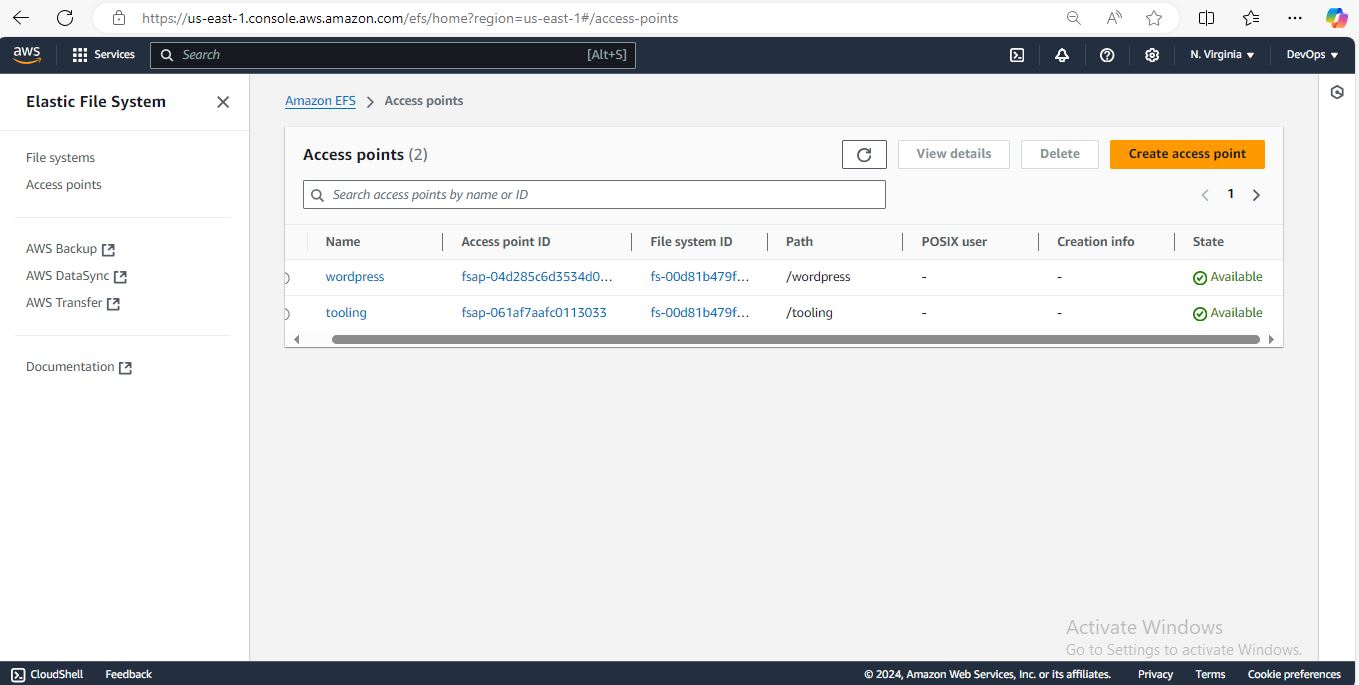 https://us-east-1.console.aws.amazon.com/efs/home?region=us-east-1#/access-points
aws Services Search [Alt+S] N. Virginia DevOps
Elastic File System
File systems
Access points
AWS Backup
AWS DataSync
AWS Transfer
Documentation
Amazon EFS Access points
Access points (2) View details Delete Create access point
Search access points by name or ID 1
Name Access point ID File system ID Path POSIX user Creation info State
wordpress fsap-04d285c6d3534d0... fs-00d81b479f... /wordpress - - Available
tooling fsap-061af7aafc0113033 fs-00d81b479f... /tooling - - Available
Activate Windows
Go to Settings to activate Windows.
CloudShell Feedback © 2024, Amazon Web Services, Inc. or its affiliates. Privacy Terms Cookie preferences